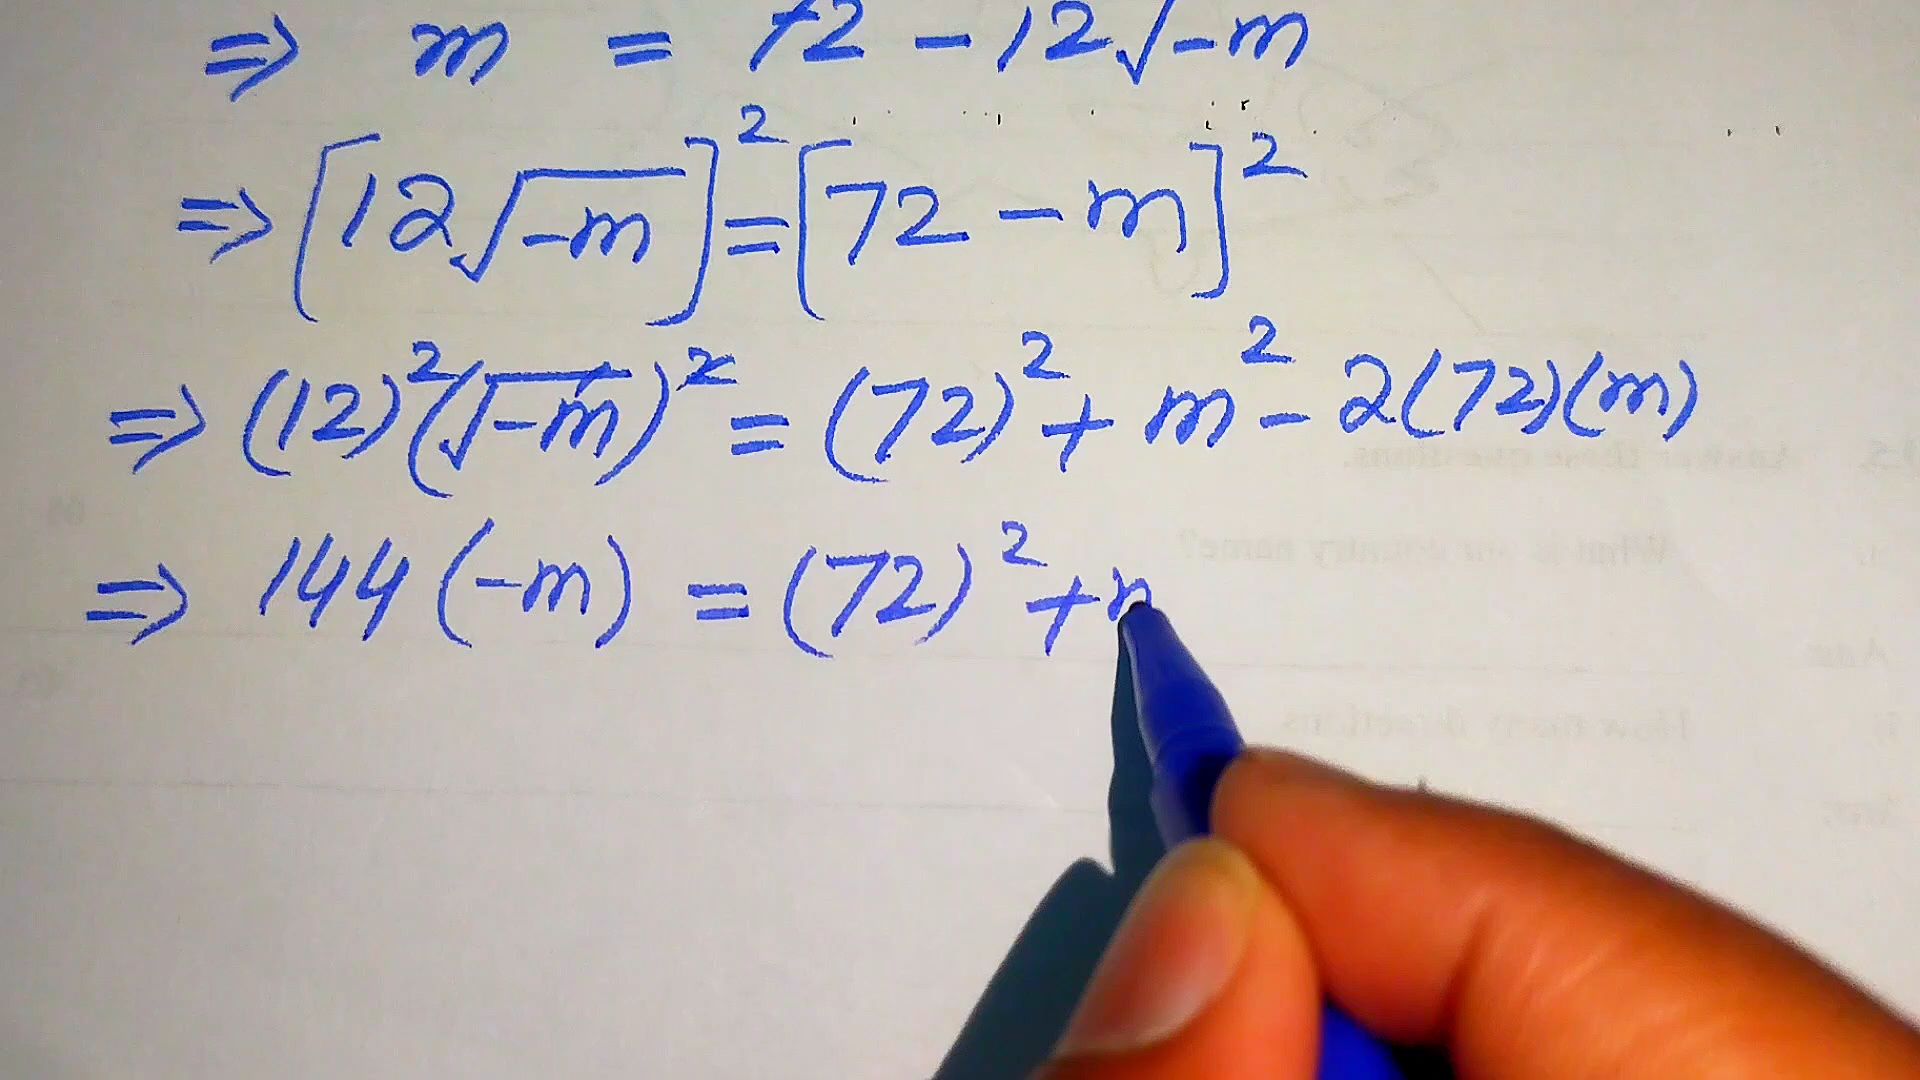 ⇒ m = 72 - 12√-m
⇒ [12√-m]² = [72 - m]²
⇒ (12)²(√-m)² = (72)² + m² - 2(72)(m)
⇒ 144(-m) = (72)² + m